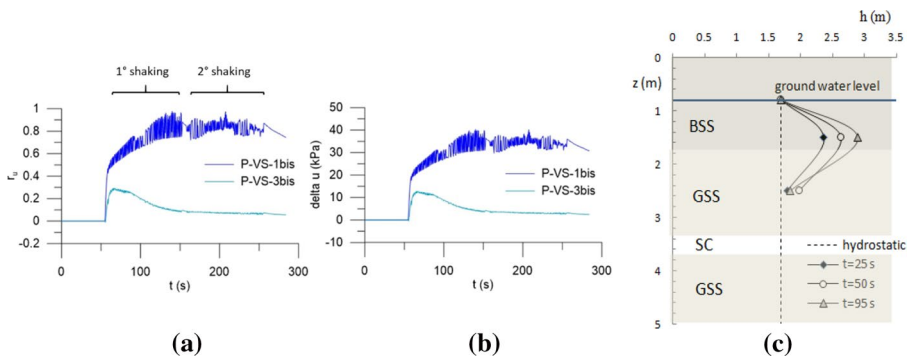 1° shaking
2° shaking
1
0.8
0.6
0.4
0.2
0
-0.2
r_u
P-VS-1bis
P-VS-3bis
0
100
200
300
t (s)
(a)
50
40
30
20
10
0
-10
delta u (kPa)
P-VS-1bis
P-VS-3bis
0
100
200
300
t (s)
(b)
h (m)
0
0.5
1
1.5
2
2.5
3
3.5
0
z (m)
1
2
3
4
5
ground water level
BSS
GSS
SC
GSS
hydrostatic
t=25 s
t=50 s
t=95 s
(c)